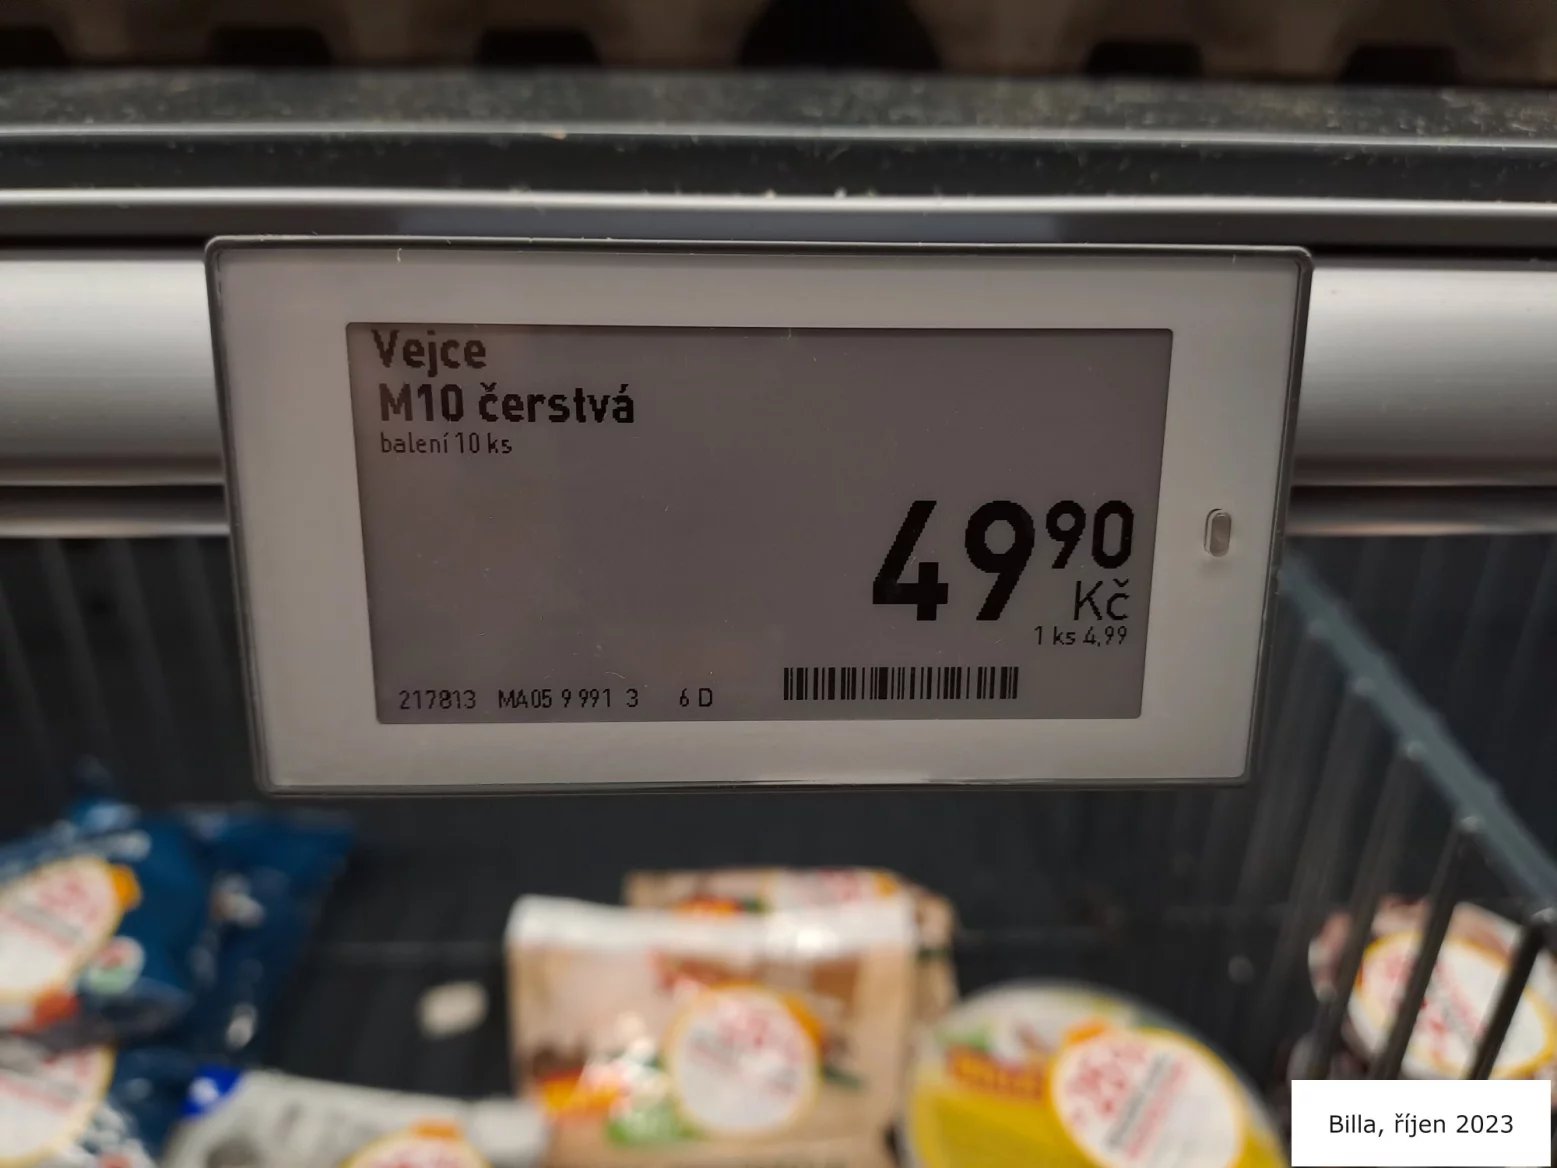 Vejce
M10 čerstvá
balení 10 ks
49 90
Kč
1 ks 4,99
217813 MA05 9 991 3 6 D
Billa, říjen 2023